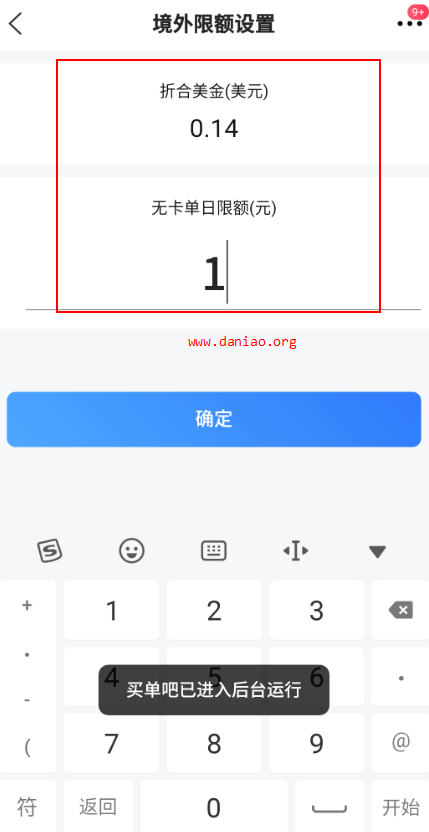 境外限额设置
9+
折合美金(美元)
0.14
无卡单日限额(元)
1
www.daniao.org
确定
S
+ 1 2 3
· 4 5 6 ·
买单吧已进入后台运行
- 7 8 9 @
(
符 返回 0 开始